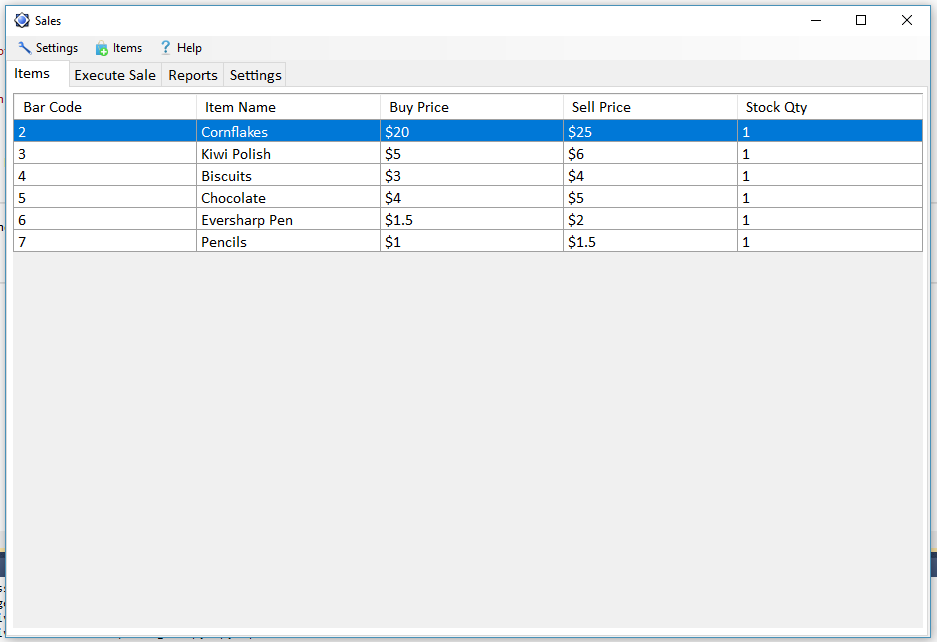 Sales
Settings Items ? Help
Items Execute Sale Reports Settings
Bar Code Item Name Buy Price Sell Price Stock Qty
2 Cornflakes $20 $25 1
3 Kiwi Polish $5 $6 1
4 Biscuits $3 $4 1
5 Chocolate $4 $5 1
6 Eversharp Pen $1.5 $2 1
7 Pencils $1 $1.5 1